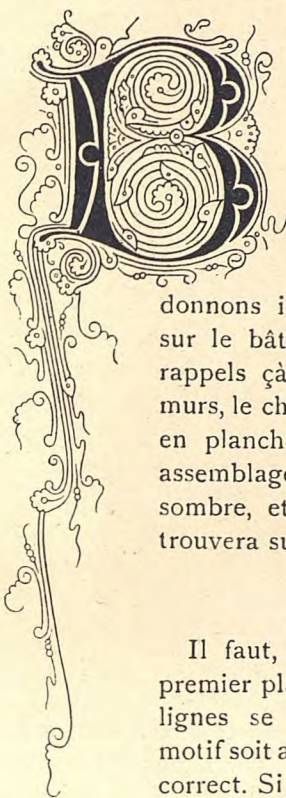 B
donnons i
sur le bât
rappels çà
murs, le ch
en planch
assemblage
sombre, et
trouvera su
Il faut,
premier pl
lignes se
motif soit a
correct. Si